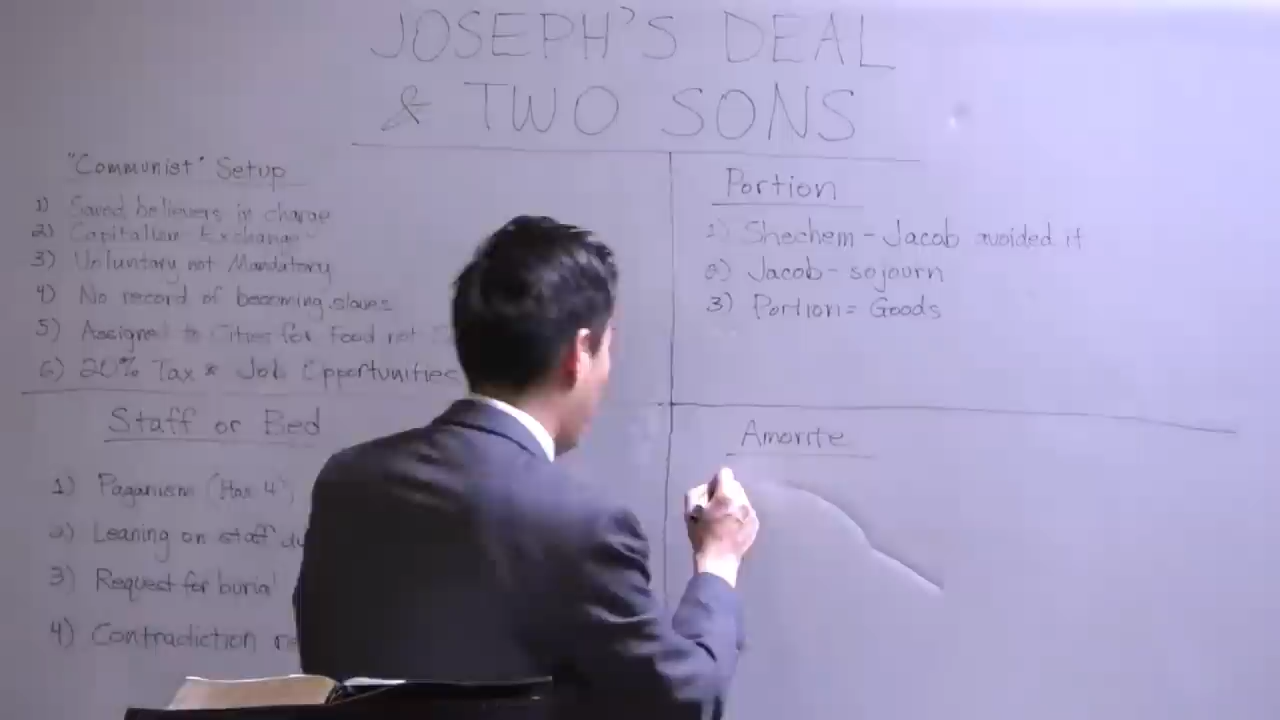 JOSEPH'S DEAL
& TWO SONS
"Communist" Setup
1) Saved believers in charge
2) Capitalism Exchange
3) Voluntary not Mandatory
4) No record of becoming slaves
5) Assigned to Cities for Food not
6) 20% Tax & Job Opportunities
Portion
1) Shechem - Jacob avoided it
2) Jacob - sojourn
3) Portion = Goods
Staff or Bed
1) Paganism (Has 4
2) Leaning on staff
3) Request for burial
4) Contradiction
Amorite